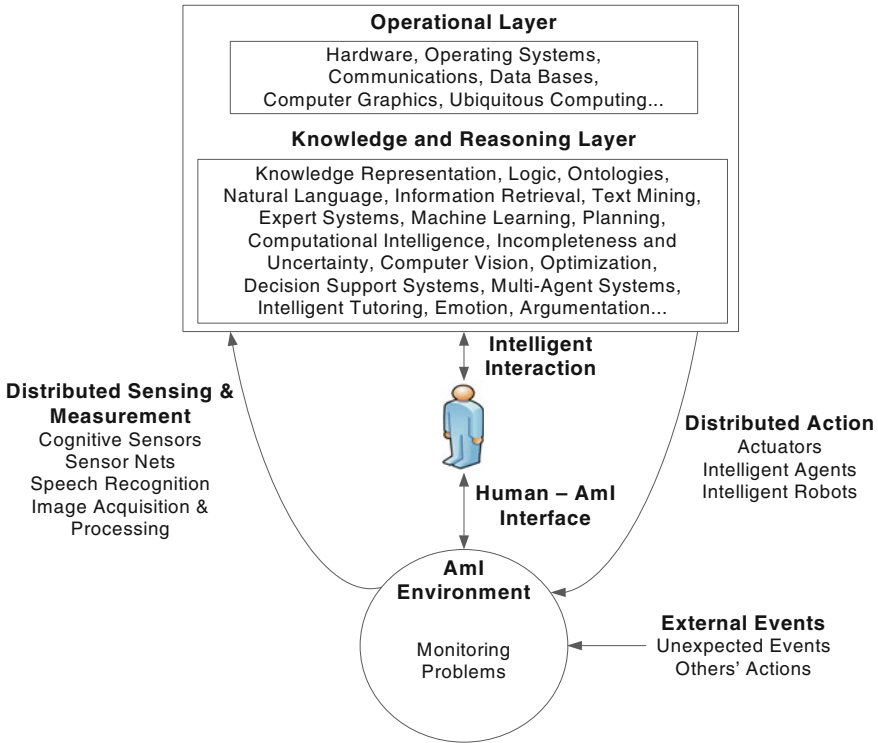 Operational Layer
Hardware, Operating Systems,
Communications, Data Bases,
Computer Graphics, Ubiquitous Computing...
Knowledge and Reasoning Layer
Knowledge Representation, Logic, Ontologies,
Natural Language, Information Retrieval, Text Mining,
Expert Systems, Machine Learning, Planning,
Computational Intelligence, Incompleteness and
Uncertainty, Computer Vision, Optimization,
Decision Support Systems, Multi-Agent Systems,
Intelligent Tutoring, Emotion, Argumentation...
Intelligent
Interaction
Distributed Sensing &
Measurement
Cognitive Sensors
Sensor Nets
Speech Recognition
Image Acquisition &
Processing
Distributed Action
Actuators
Intelligent Agents
Intelligent Robots
Human – AmI
Interface
AmI
Environment
Monitoring
Problems
External Events
Unexpected Events
Others' Actions